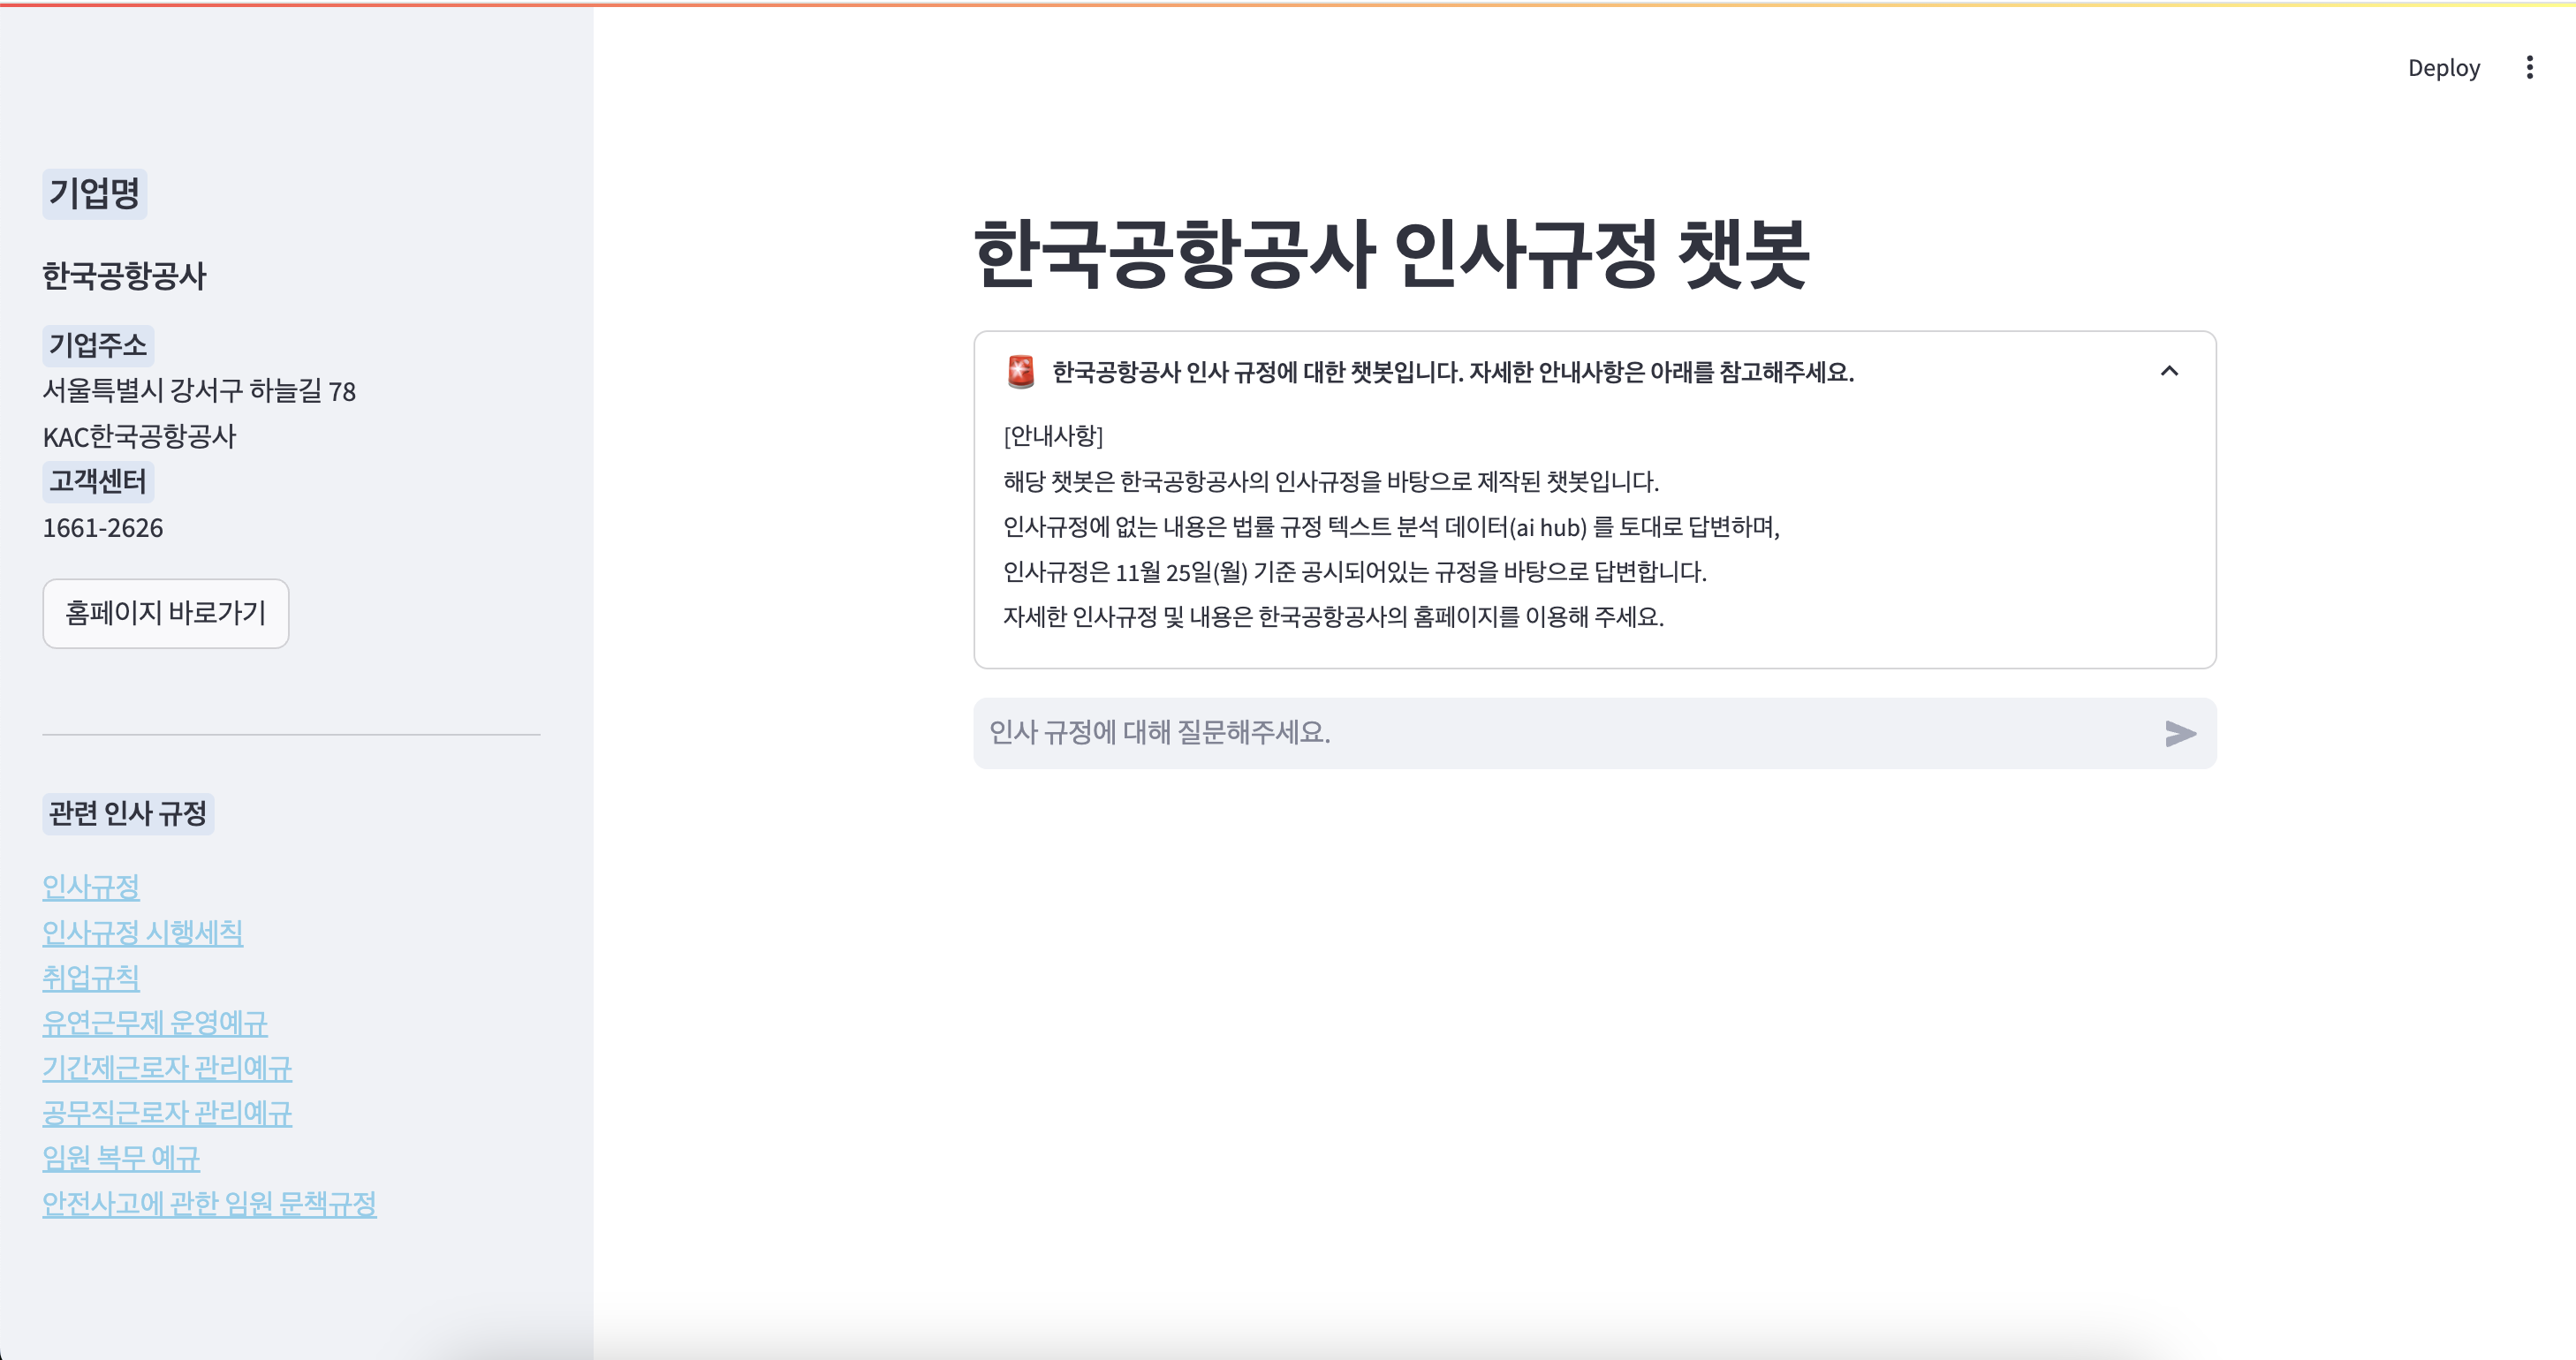 Deploy
기업명
한국공항공사
기업주소
서울특별시 강서구 하늘길 78
KAC한국공항공사
고객센터
1661-2626
홈페이지 바로가기
관련 인사 규정
인사규정
인사규정 시행세칙
취업규칙
유연근무제 운영예규
기간제근로자 관리예규
공무직근로자 관리예규
임원 복무 예규
안전사고에 관한 임원 문책규정
한국공항공사 인사규정 챗봇
한국공항공사 인사 규정에 대한 챗봇입니다. 자세한 안내사항은 아래를 참고해주세요.
[안내사항]
해당 챗봇은 한국공항공사의 인사규정을 바탕으로 제작된 챗봇입니다.
인사규정에 없는 내용은 법률 규정 텍스트 분석 데이터(ai hub) 를 토대로 답변하며,
인사규정은 11월 25일(월) 기준 공시되어있는 규정을 바탕으로 답변합니다.
자세한 인사규정 및 내용은 한국공항공사의 홈페이지를 이용해 주세요.
인사 규정에 대해 질문해주세요.